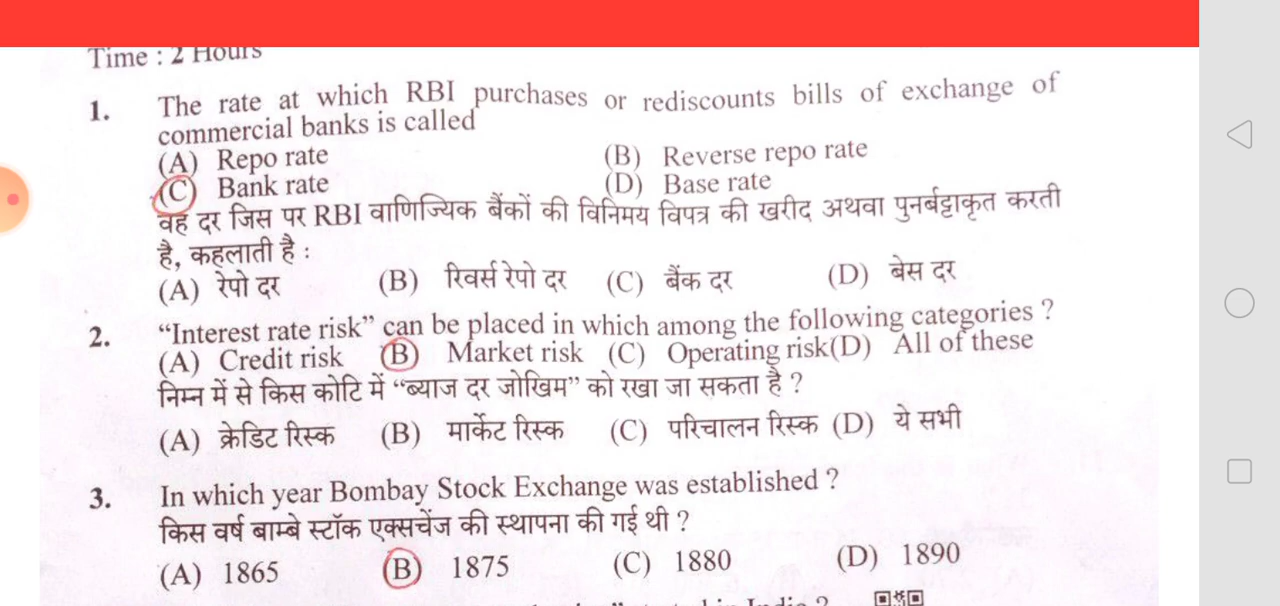 Time : 2 Hours
1. The rate at which RBI purchases or rediscounts bills of exchange of
commercial banks is called
(A) Repo rate (B) Reverse repo rate
(C) Bank rate (D) Base rate
वह दर जिस पर RBI वाणिज्यिक बैंकों की विनिमय विपत्र की खरीद अथवा पुनर्बट्टाकृत करती
है, कहलाती है :
(A) रेपो दर (B) रिवर्स रेपो दर (C) बैंक दर (D) बेस दर
2. “Interest rate risk” can be placed in which among the following categories ?
(A) Credit risk (B) Market risk (C) Operating risk(D) All of these
निम्न में से किस कोटि में “ब्याज दर जोखिम” को रखा जा सकता है ?
(A) क्रेडिट रिस्क (B) मार्केट रिस्क (C) परिचालन रिस्क (D) ये सभी
3. In which year Bombay Stock Exchange was established ?
किस वर्ष बाम्बे स्टॉक एक्सचेंज की स्थापना की गई थी ?
(A) 1865 (B) 1875 (C) 1880 (D) 1890
in India ?